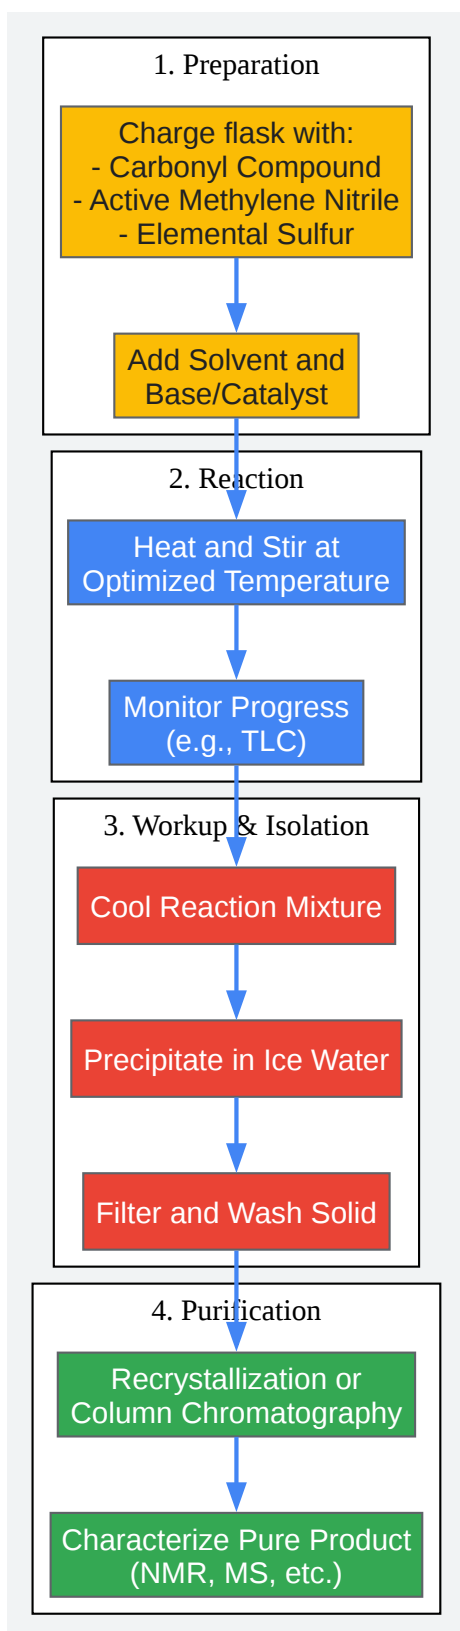 1. Preparation
Charge flask with:
- Carbonyl Compound
- Active Methylene Nitrile
- Elemental Sulfur
Add Solvent and
Base/Catalyst
2. Reaction
Heat and Stir at
Optimized Temperature
Monitor Progress
(e.g., TLC)
3. Workup & Isolation
Cool Reaction Mixture
Precipitate in Ice Water
Filter and Wash Solid
4. Purification
Recrystallization or
Column Chromatography
Characterize Pure Product
(NMR, MS, etc.)